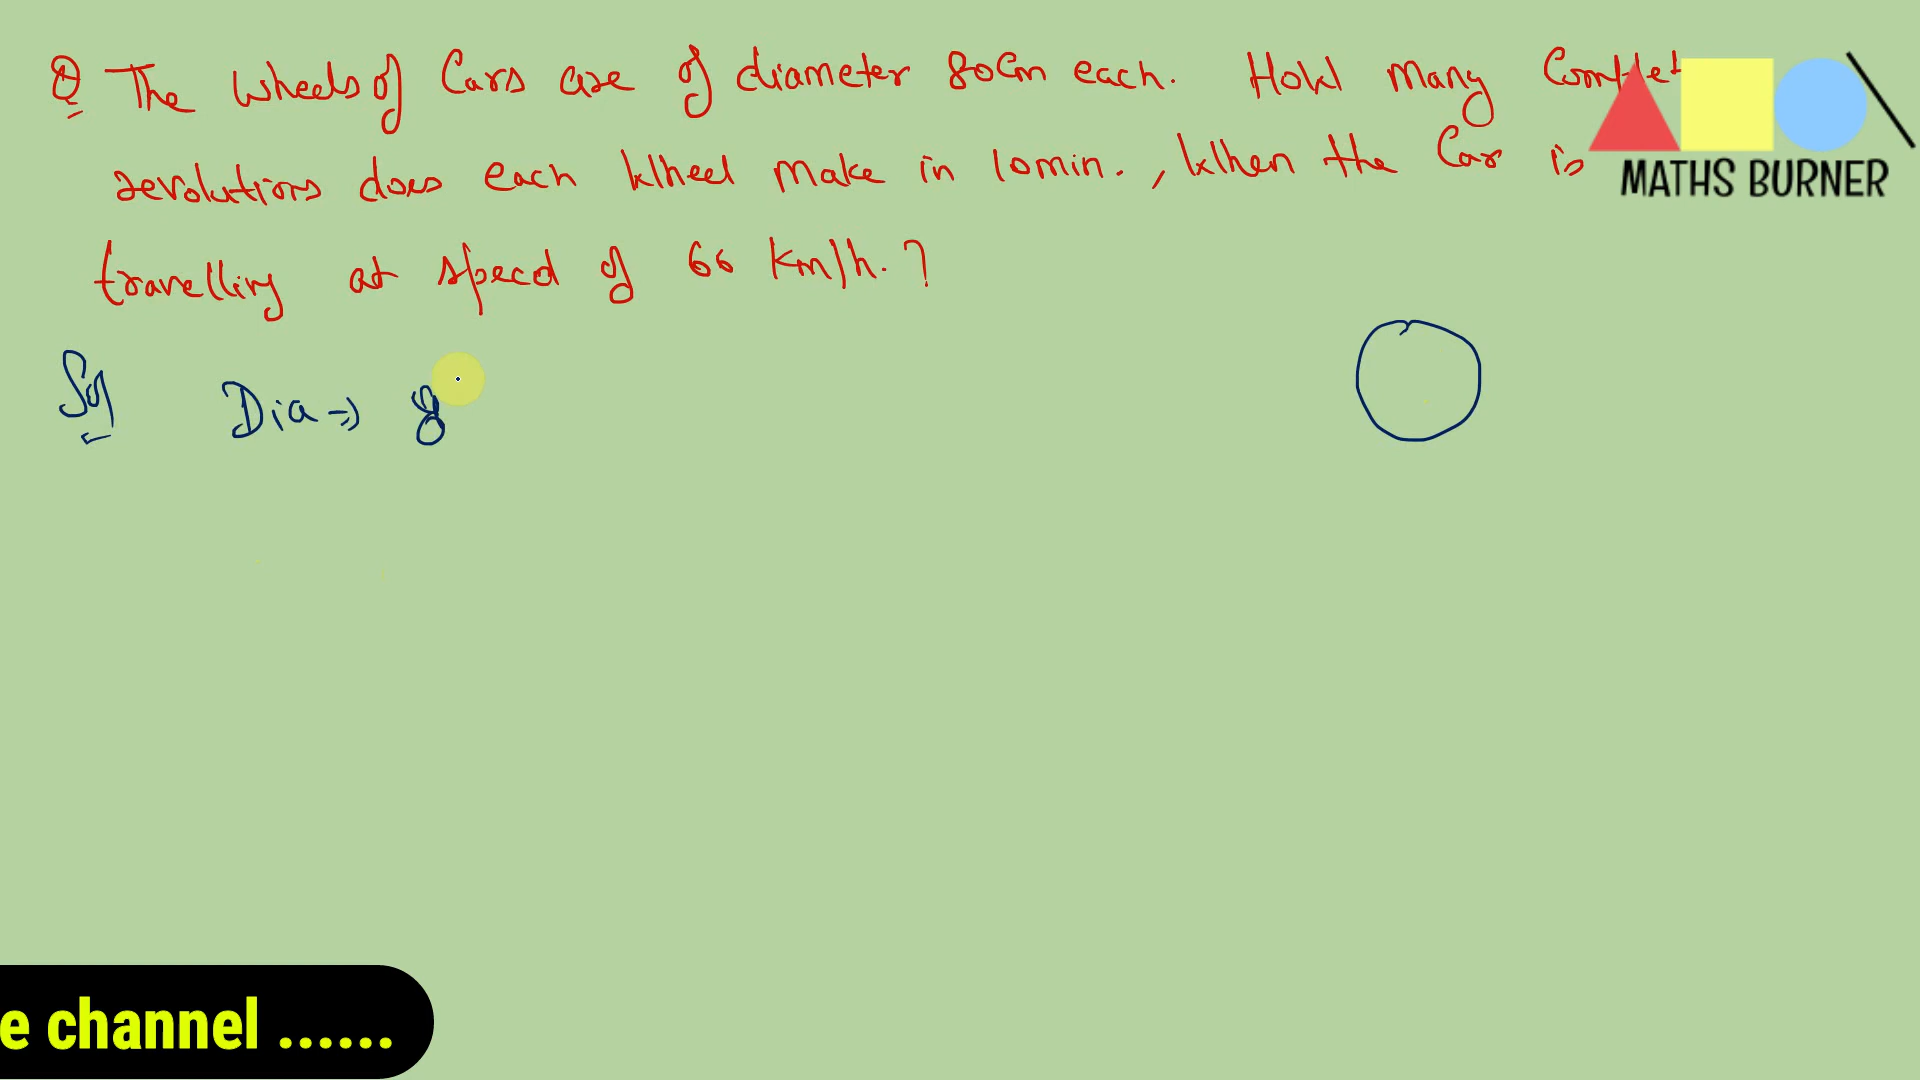 Q The wheels of Cars are of diameter 80cm each. How many Complet
revolutions does each wheel make in 10min., when the Car is
travelling at speed of 66 km/h.?
MATHS BURNER
Sol Dia → 8
e channel ......